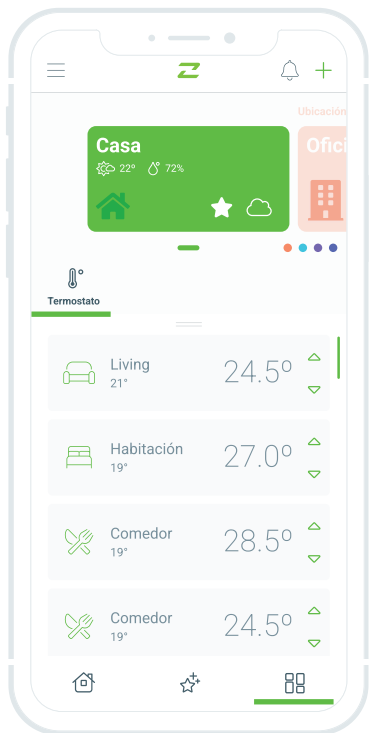 Ubicación
Casa
Ofici
22º 72%
Termostato
Living
21°
24.5º
Habitación
19°
27.0º
Comedor
19°
28.5º
Comedor
19°
24.5º